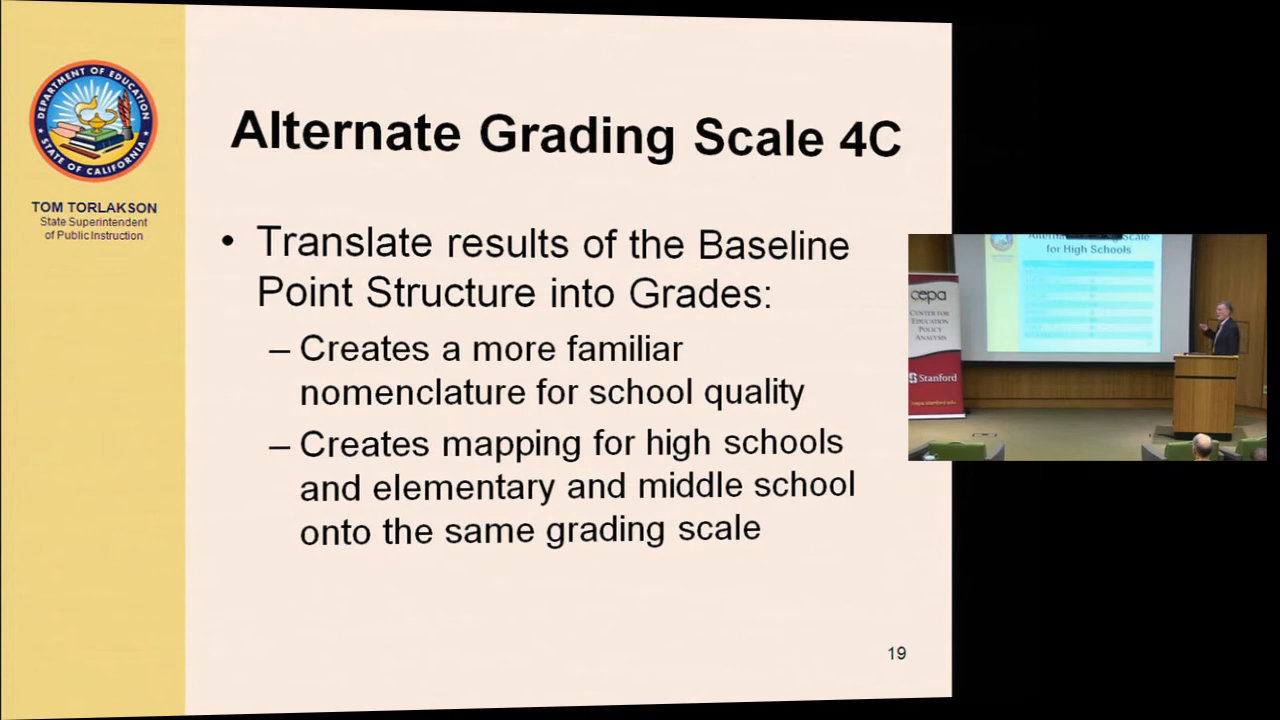 DEPARTMENT OF EDUCATION
STATE OF CALIFORNIA
TOM TORLAKSON
State Superintendent
of Public Instruction
Alternate Grading Scale 4C
• Translate results of the Baseline
Point Structure into Grades:
– Creates a more familiar
nomenclature for school quality
– Creates mapping for high schools
and elementary and middle school
onto the same grading scale
19
for High Schools
cepa
CENTER FOR
EDUCATION
POLICY
ANALYSIS
Stanford
cepa.stanford.edu